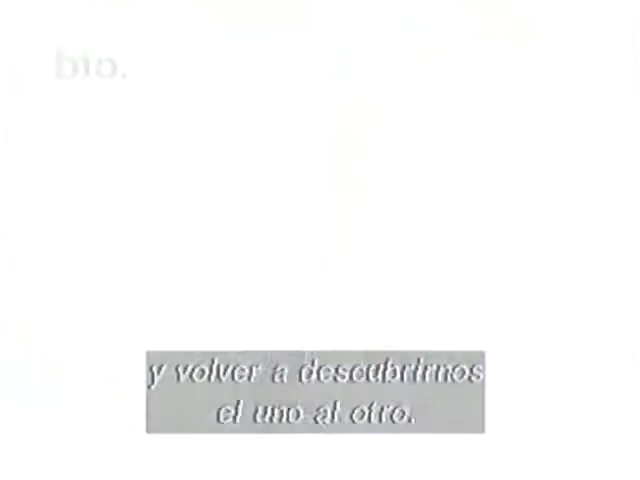 bio.
y volver a descubrirnos
el uno al otro.